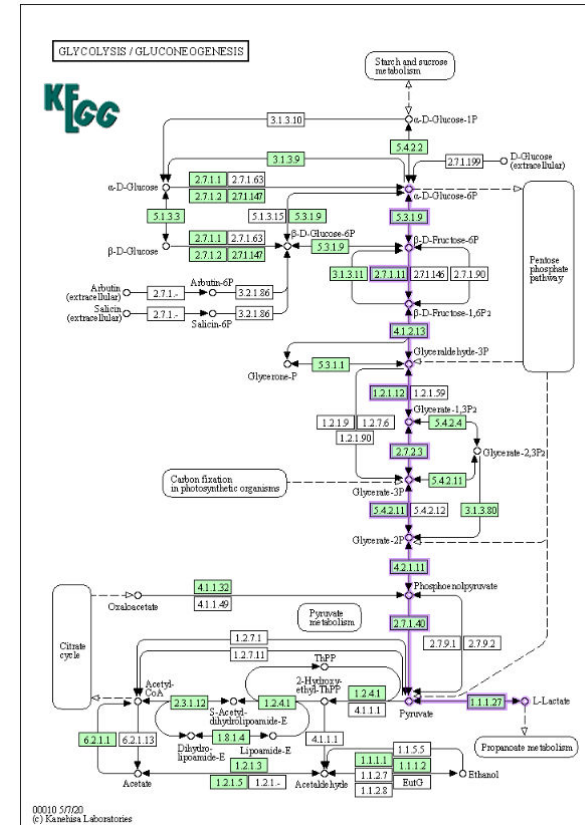 GLYCOLYSIS / GLUCONEOGENESIS
KEGG
Starch and sucrose
metabolism
3.1.3.10
α-D-Glucose-1P
5.4.2.2
3.1.3.9
2.7.1.199
D-Glucose
(extracellular)
α-D-Glucose
2.7.1.1
2.7.1.63
2.7.1.2
2.7.1.147
α-D-Glucose-6P
5.1.3.3
5.1.3.15
5.3.1.9
5.3.1.9
β-D-Glucose-6P
β-D-Fructose-6P
β-D-Glucose
2.7.1.1
2.7.1.63
2.7.1.2
2.7.1.147
5.3.1.9
Pentose
phosphate
pathway
3.1.3.11
2.7.1.11
2.7.1.146
2.7.1.90
Arbutin
(extracellular)
2.7.1.-
Arbutin-6P
3.2.1.86
Salicin
(extracellular)
2.7.1.-
Salicin-6P
3.2.1.86
β-D-Fructose-1,6P2
4.1.2.13
Glyceraldehyde-3P
Glycerone-P
5.3.1.1
1.2.1.12
1.2.1.59
1.2.1.9
1.2.7.6
1.2.1.90
Glycerate-1,3P2
5.4.2.4
2.7.2.3
Glycerate-2,3P2
Carbon fixation
in photosynthetic organisms
Glycerate-3P
5.4.2.11
5.4.2.11
5.4.2.12
3.1.3.80
Glycerate-2P
4.2.1.11
4.1.1.32
4.1.1.49
Oxaloacetate
Phosphoenolpyruvate
Citrate
cycle
Pyruvate
metabolism
2.7.1.40
1.2.7.1
1.2.7.11
2.7.9.1
2.7.9.2
ThPP
Acetyl-
CoA
2.3.1.12
S-Acetyl-
dihydrolipoamide-E
1.2.4.1
2-Hydroxy-
ethyl-ThPP
1.2.4.1
4.1.1.1
Pyruvate
1.1.1.27
L-Lactate
6.2.1.1
6.2.1.13
Dihydro-
lipoamide-E
1.8.1.4
Lipoamide-E
4.1.1.1
Propanoate metabolism
Acetate
1.2.1.3
1.2.1.5
1.2.1.-
Acetaldehyde
1.1.1.1
1.1.5.5
1.1.2.7
1.1.1.2
1.1.2.8
EutG
Ethanol
00010 5/7/20
(c) Kanehisa Laboratories